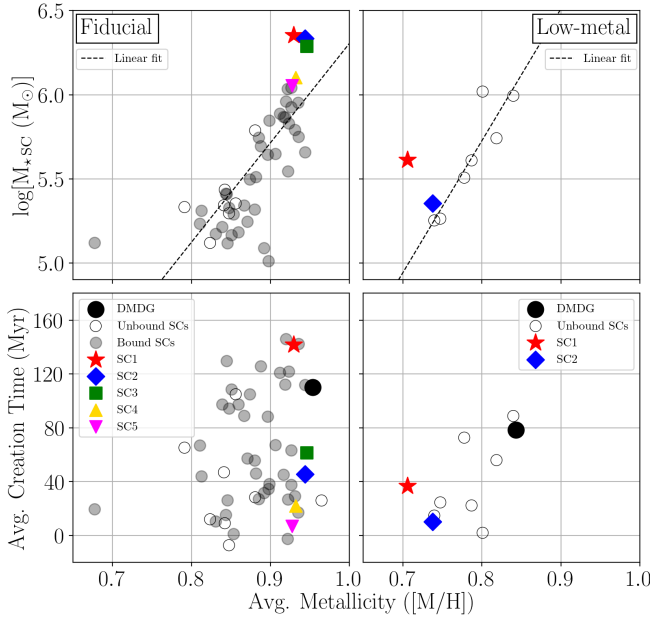 Fiducial
Linear fit
Low-metal
Linear fit
log[M⋆SC (M⊙)]
6.5
6.0
5.5
5.0
DMDG
Unbound SCs
Bound SCs
SC1
SC2
SC3
SC4
SC5
DMDG
Unbound SCs
SC1
SC2
Avg. Creation Time (Myr)
160
120
80
40
0
0.7 0.8 0.9 1.0 0.7 0.8 0.9 1.0
Avg. Metallicity ([M/H])